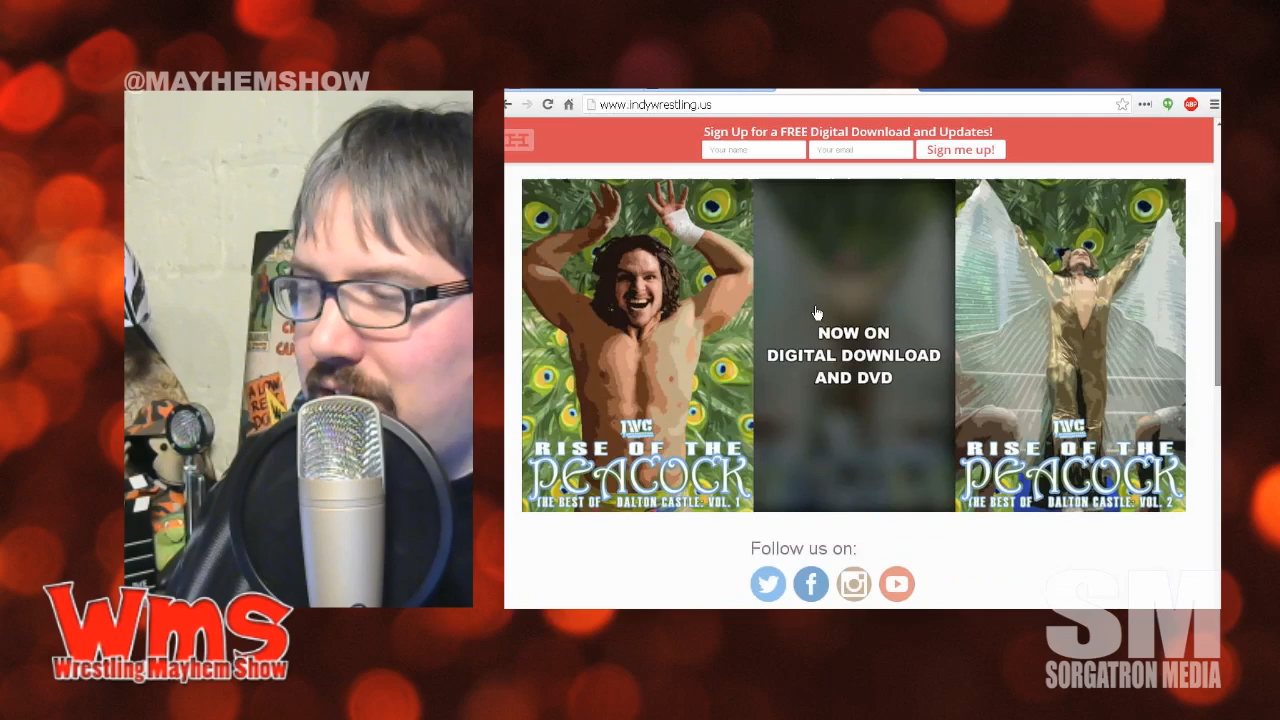 @MAYHEMSHOW
www.indywrestling.us
ABP
Sign Up for a FREE Digital Download and Updates!
Your name
Your email
Sign me up!
NOW ON
DIGITAL DOWNLOAD
AND DVD
IWC
RISE OF THE
PEACOCK
THE BEST OF DALTON CASTLE: VOL. 1
IWC
RISE OF THE
PEACOCK
THE BEST OF DALTON CASTLE: VOL. 2
Follow us on:
WMS
Wrestling Mayhem Show
SM
SORGATRON MEDIA